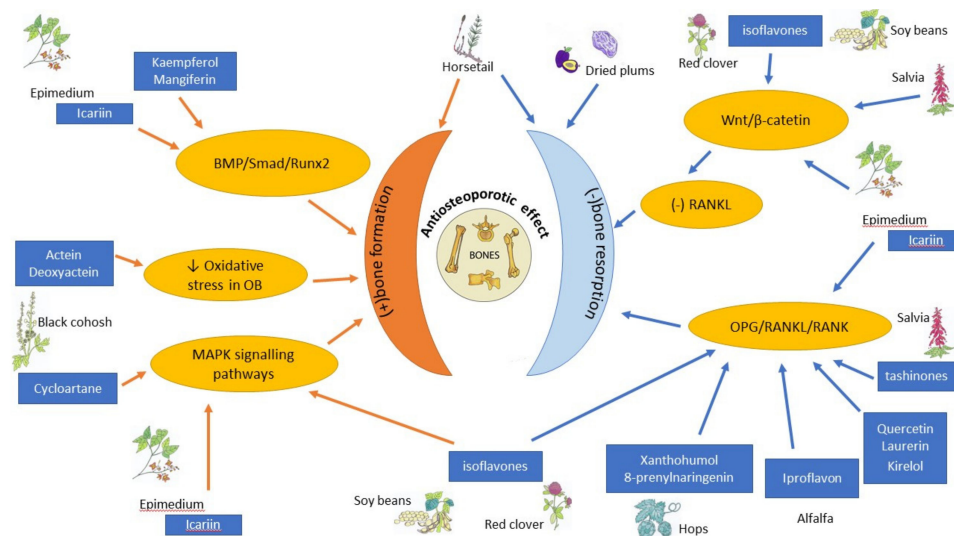 Epimedium
Icariin
Kaempferol
Mangiferin
BMP/Smad/Runx2
Actein
Deoxyactein
↓ Oxidative
stress in OB
Black cohosh
Cycloartane
MAPK signalling
pathways
Epimedium
Icariin
Horsetail
Dried plums
(+)bone formation
Antiosteoporotic effect
BONES
(-)bone resorption
isoflavones
Soy beans
Red clover
Red clover
isoflavones
Soy beans
Salvia
Wnt/β-catetin
(-) RANKL
Epimedium
Icariin
OPG/RANKL/RANK
Salvia
tashinones
Quercetin
Laurerin
Kirelol
Xanthohumol
8-prenylnaringenin
Hops
Iproflavon
Alfalfa